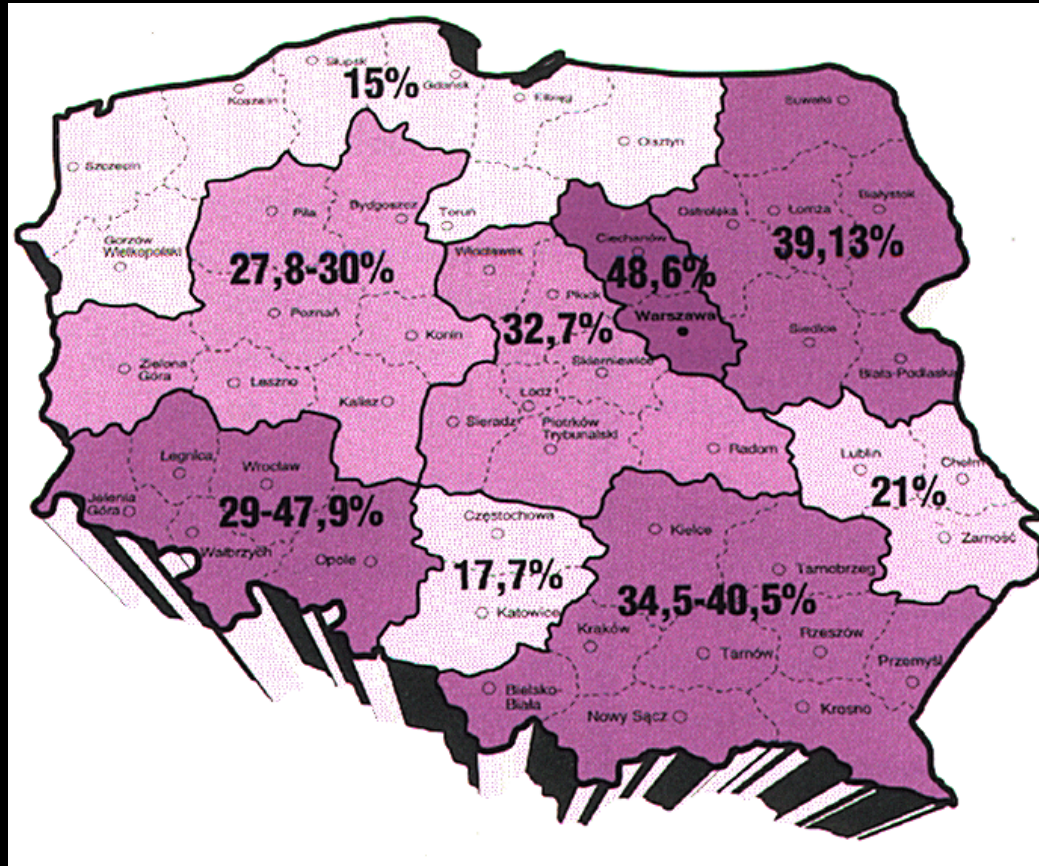 Słupsk
15%
Gdańsk
Koszalin
Elbląg
Suwałki
Szczecin
Olsztyn
Piła
Bydgoszcz
Toruń
Ostrołęka
Łomża
Białystok
Gorzów
Wielkopolski
27,8-30%
Włocławek
Ciechanów
48,6%
39,13%
Płock
Poznań
Konin
32,7%
Warszawa
Siedlce
Skierniewice
Biała-Podlaska
Zielona
Góra
Leszno
Kalisz
Łódź
Sieradz
Piotrków
Trybunalski
Radom
Lublin
Chełm
21%
Zamość
Legnica
Wrocław
Jelenia
Góra
29-47,9%
Wałbrzych
Opole
Częstochowa
17,7%
Katowice
Kielce
Tarnobrzeg
34,5-40,5%
Kraków
Tarnów
Rzeszów
Przemyśl
Bielsko-
Biała
Nowy Sącz
Krosno